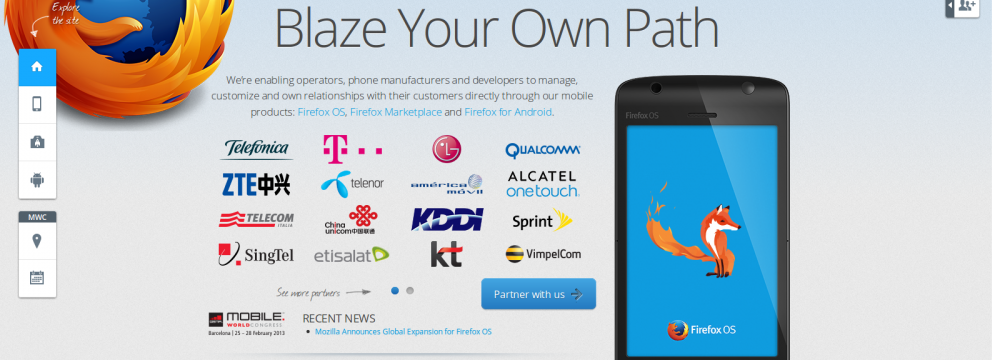 Explore
the site
Blaze Your Own Path
We're enabling operators, phone manufacturers and developers to manage,
customize and own relationships with their customers directly through our mobile
products: Firefox OS, Firefox Marketplace and Firefox for Android.
Firefox OS
Telefónica
T
LG
QUALCOMM
ZTE中兴
telenor
américa
móvil
ALCATEL
onetouch.
TELECOM
ITALIA
China
unicom中国联通
KDDI
Sprint
SingTel
etisalat
kt
VimpelCom
MWC
See more partners
Partner with us
MOBILE
WORLD CONGRESS
Barcelona | 25 - 28 February 2013
RECENT NEWS
Mozilla Announces Global Expansion for Firefox OS
Firefox OS